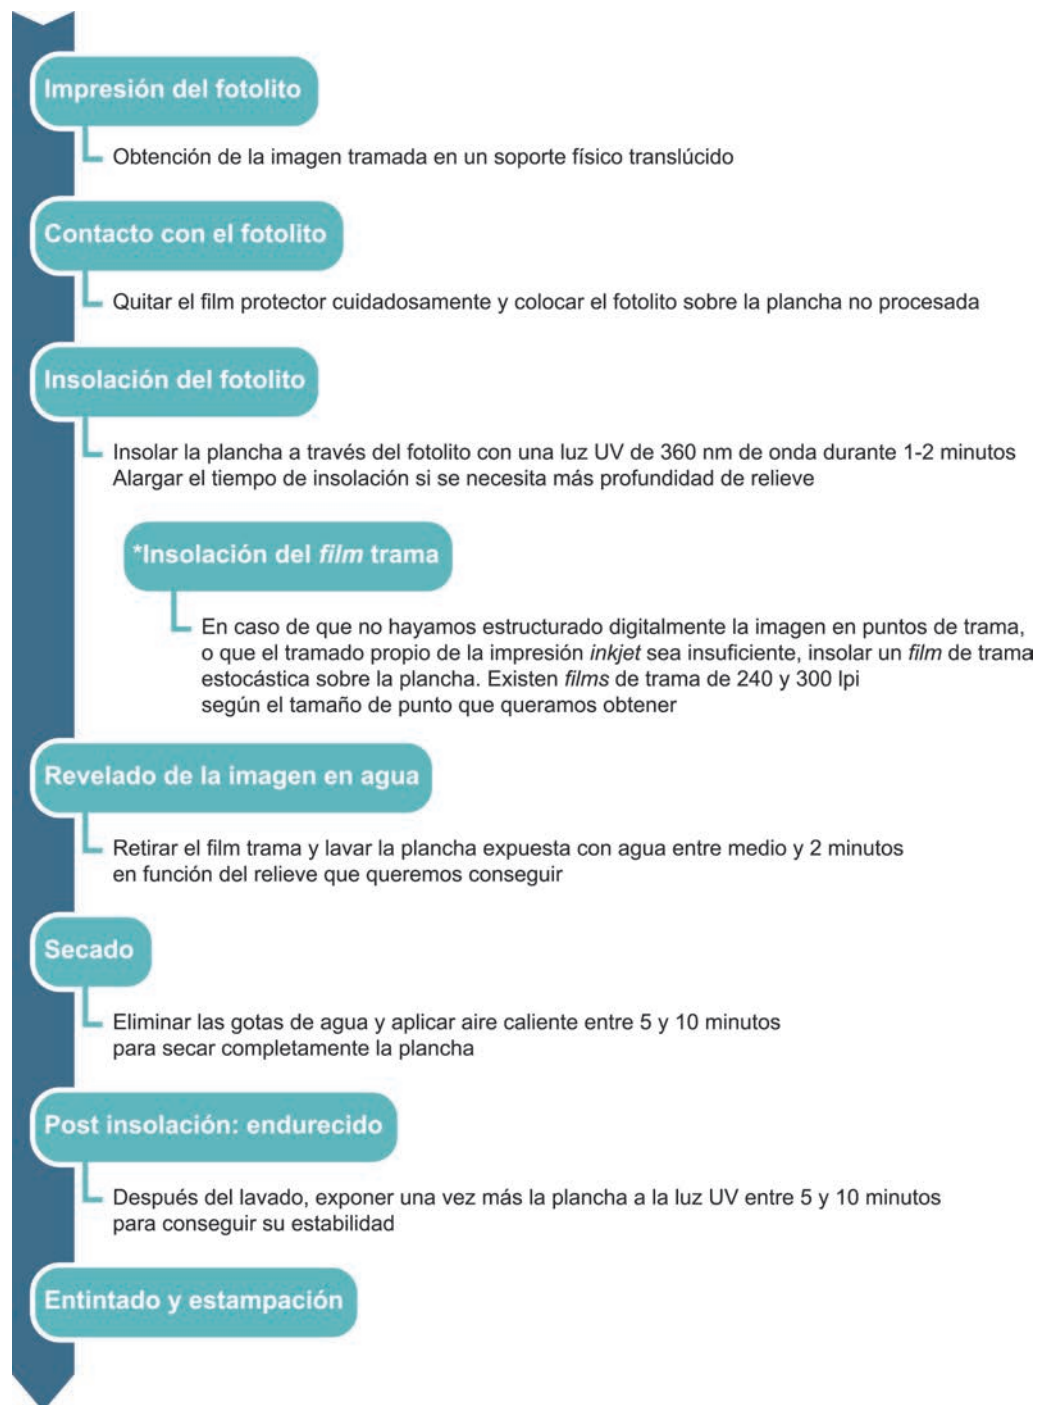 Impresión del fotolito
Obtención de la imagen tramada en un soporte físico translúcido
Contacto con el fotolito
Quitar el film protector cuidadosamente y colocar el fotolito sobre la plancha no procesada
Insolación del fotolito
Insolar la plancha a través del fotolito con una luz UV de 360 nm de onda durante 1-2 minutos
Alargar el tiempo de insolación si se necesita más profundidad de relieve
*Insolación del film trama
En caso de que no hayamos estructurado digitalmente la imagen en puntos de trama,
o que el tramado propio de la impresión inkjet sea insuficiente, insolar un film de trama
estocástica sobre la plancha. Existen films de trama de 240 y 300 lpi
según el tamaño de punto que queramos obtener
Revelado de la imagen en agua
Retirar el film trama y lavar la plancha expuesta con agua entre medio y 2 minutos
en función del relieve que queremos conseguir
Secado
Eliminar las gotas de agua y aplicar aire caliente entre 5 y 10 minutos
para secar completamente la plancha
Post insolación: endurecido
Después del lavado, exponer una vez más la plancha a la luz UV entre 5 y 10 minutos
para conseguir su estabilidad
Entintado y estampación